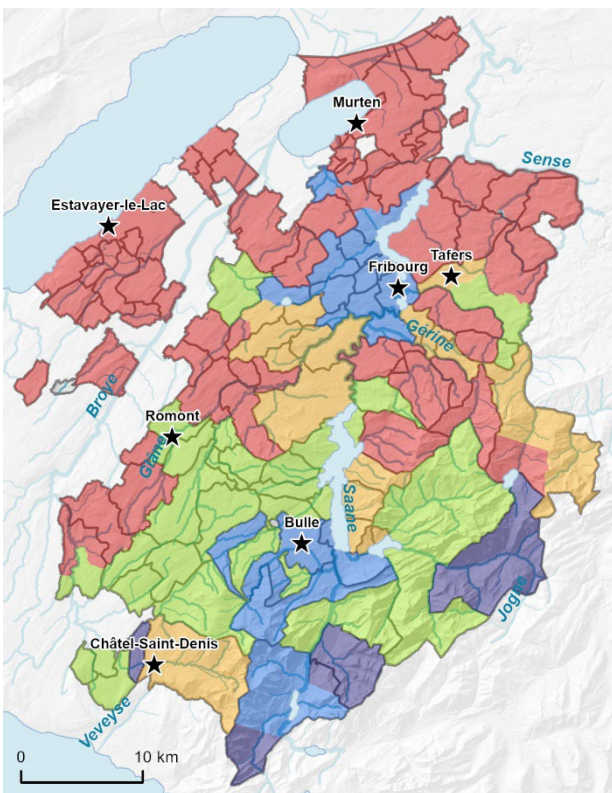 Murten
Sense
Estavayer-le-Lac
Tafers
Fribourg
Gérine
Broye
Romont
Glâne
Saane
Bulle
Jogne
Châtel-Saint-Denis
Veveyse
0 10 km